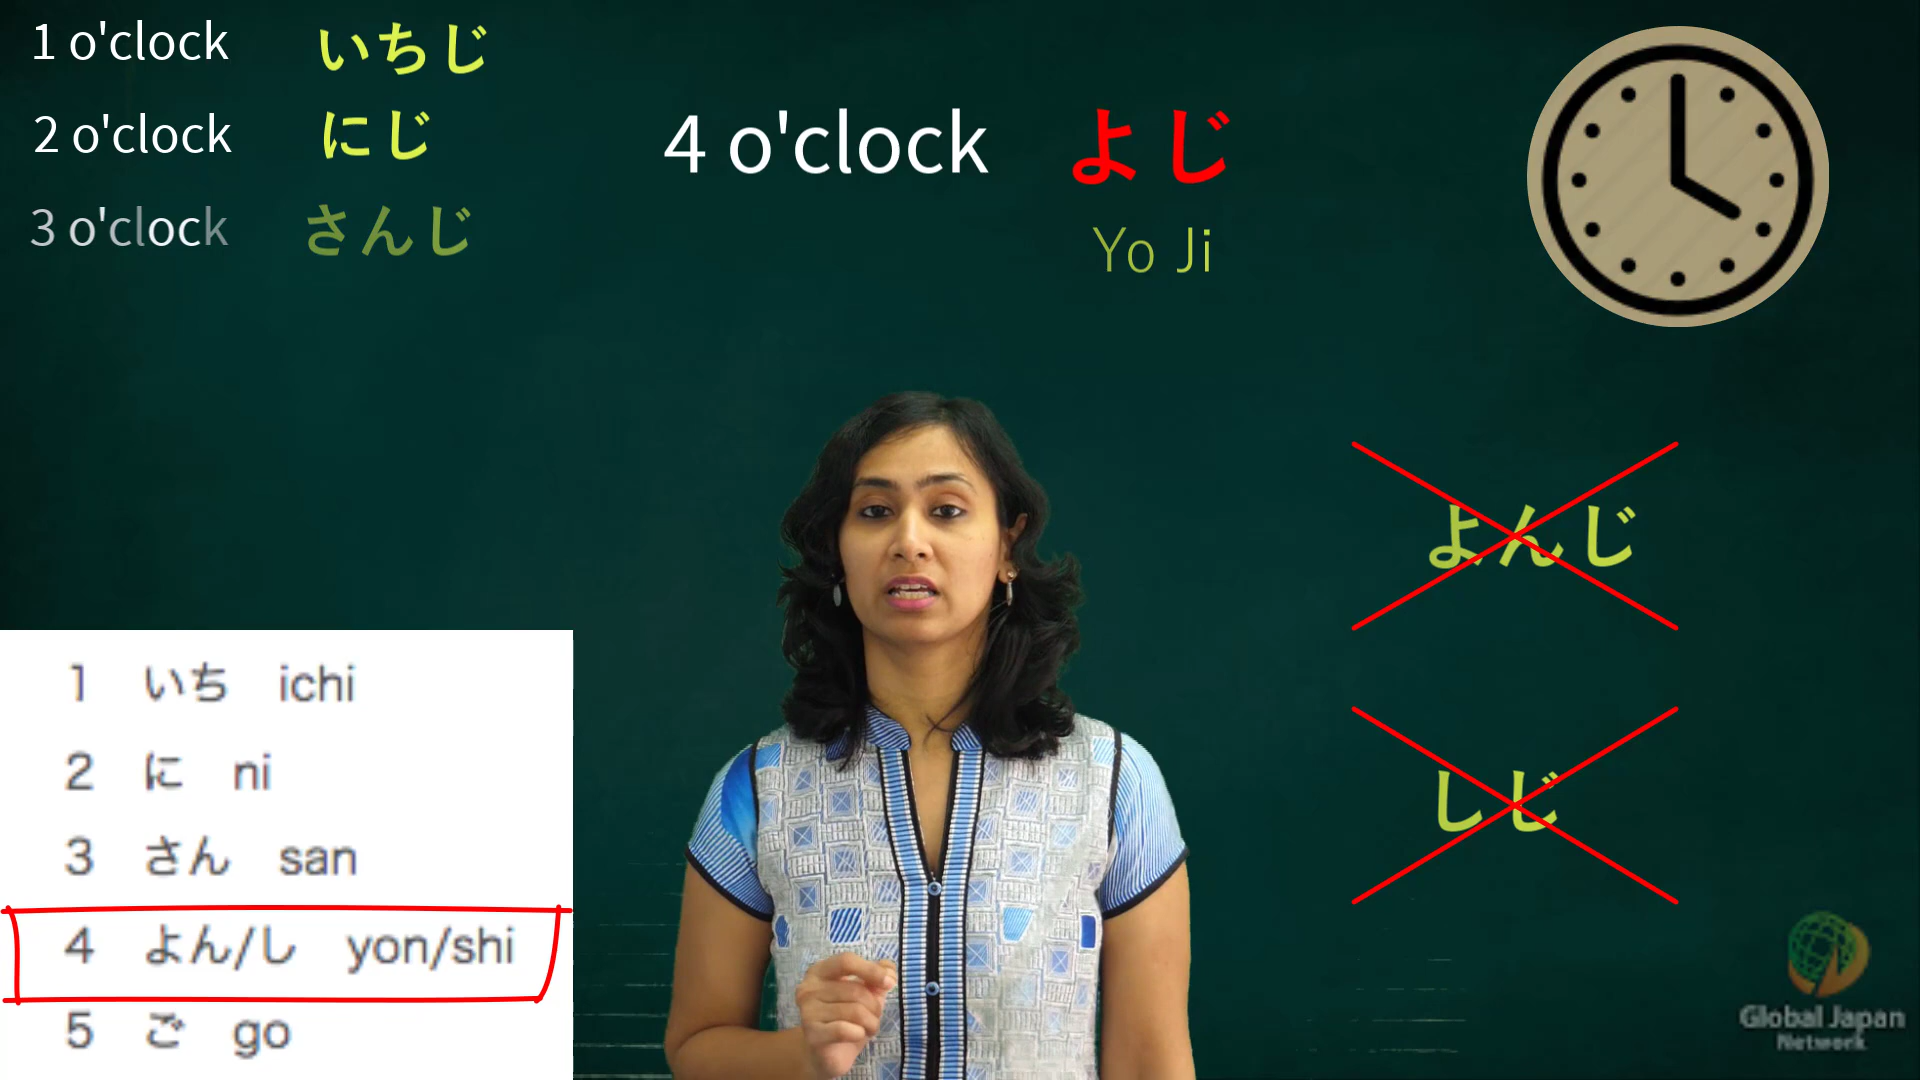 1 o'clock いちじ
2 o'clock にじ
3 o'clock さんじ
4 o'clock よじ
Yo Ji
よんじ
しじ
1 いち ichi
2 に ni
3 さん san
4 よん/し yon/shi
5 ご go
Global Japan
Network